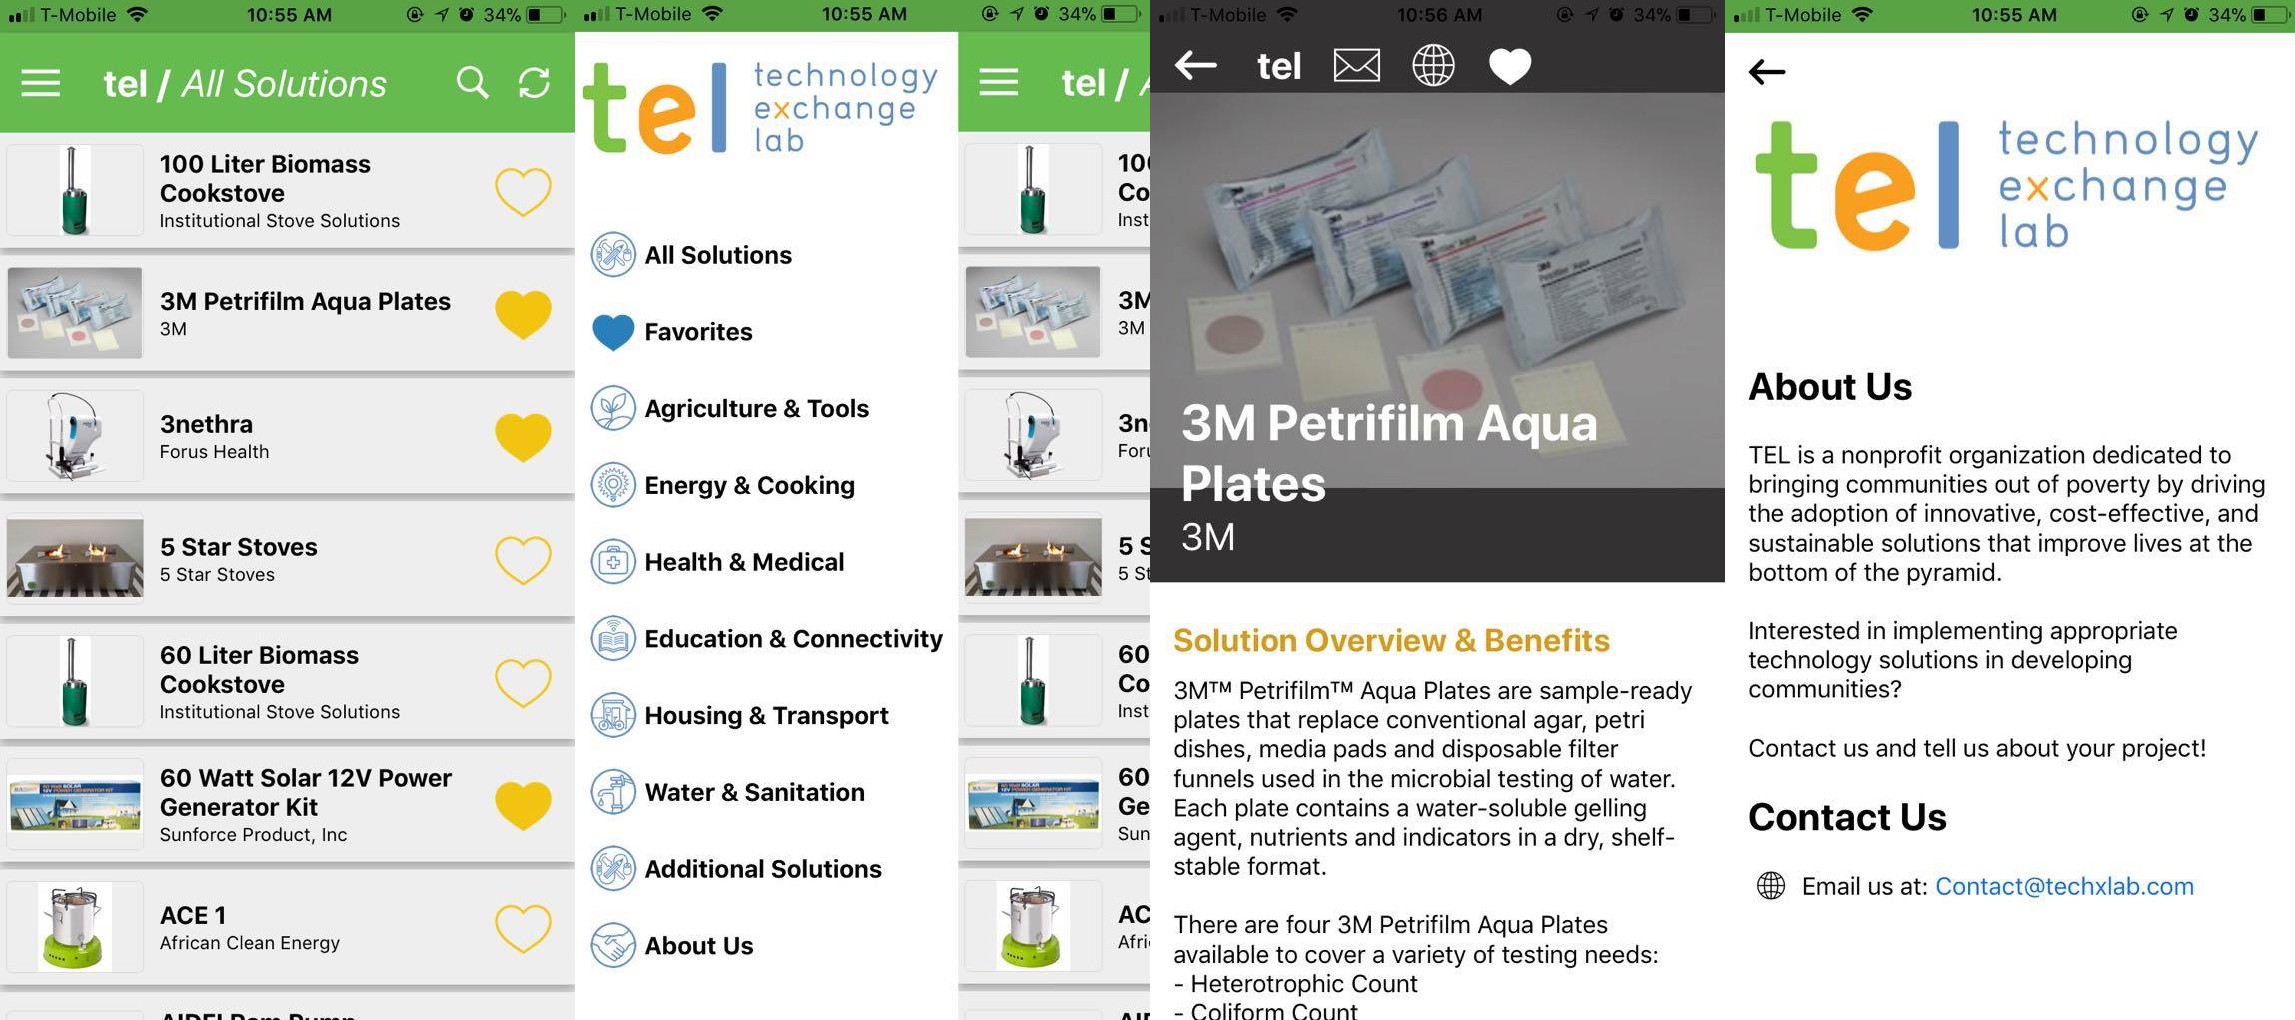 T-Mobile 10:55 AM 34%
tel / All Solutions
100 Liter Biomass
Cookstove
Institutional Stove Solutions
3M Petrifilm Aqua Plates
3M
3nethra
Forus Health
5 Star Stoves
5 Star Stoves
60 Liter Biomass
Cookstove
Institutional Stove Solutions
60 Watt Solar 12V Power
Generator Kit
Sunforce Product, Inc
ACE 1
African Clean Energy
T-Mobile 10:55 AM 34%
tel technology
exchange
lab
All Solutions
Favorites
Agriculture & Tools
Energy & Cooking
Health & Medical
Education & Connectivity
Housing & Transport
Water & Sanitation
Additional Solutions
About Us
tel /
10
Co
Inst
3M
3M
3n
Foru
5 S
5 St
60
Co
Inst
60
Ge
Sun
AC
Afri
T-Mobile 10:56 AM 34%
tel
3M Petrifilm Aqua
Plates
3M
Solution Overview & Benefits
3M™ Petrifilm™ Aqua Plates are sample-ready
plates that replace conventional agar, petri
dishes, media pads and disposable filter
funnels used in the microbial testing of water.
Each plate contains a water-soluble gelling
agent, nutrients and indicators in a dry, shelf-
stable format.
There are four 3M Petrifilm Aqua Plates
available to cover a variety of testing needs:
- Heterotrophic Count
- Coliform Count
T-Mobile 10:55 AM 34%
tel technology
exchange
lab
About Us
TEL is a nonprofit organization dedicated to
bringing communities out of poverty by driving
the adoption of innovative, cost-effective, and
sustainable solutions that improve lives at the
bottom of the pyramid.
Interested in implementing appropriate
technology solutions in developing
communities?
Contact us and tell us about your project!
Contact Us
Email us at: Contact@techxlab.com